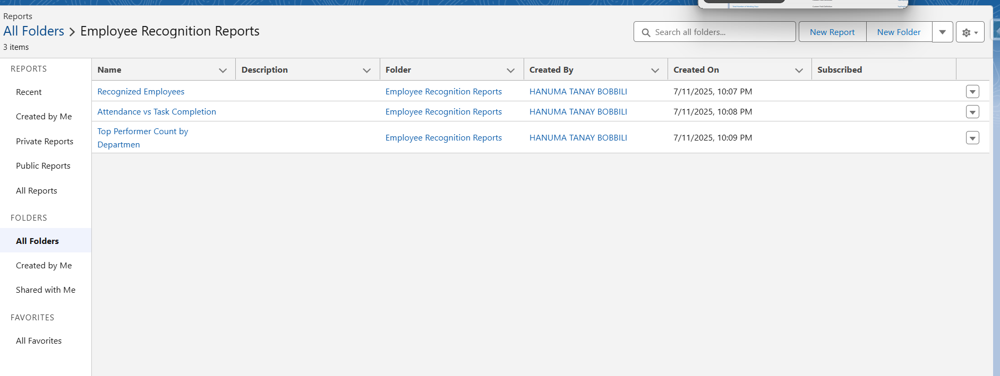 Reports
All Folders > Employee Recognition Reports
3 items
Search all folders...
New Report
New Folder
REPORTS
Recent
Created by Me
Private Reports
Public Reports
All Reports
FOLDERS
All Folders
Created by Me
Shared with Me
FAVORITES
All Favorites
Name Description Folder Created By Created On Subscribed
Recognized Employees Employee Recognition Reports HANUMA TANAY BOBBILI 7/11/2025, 10:07 PM
Attendance vs Task Completion Employee Recognition Reports HANUMA TANAY BOBBILI 7/11/2025, 10:08 PM
Top Performer Count by
Departmen Employee Recognition Reports HANUMA TANAY BOBBILI 7/11/2025, 10:09 PM